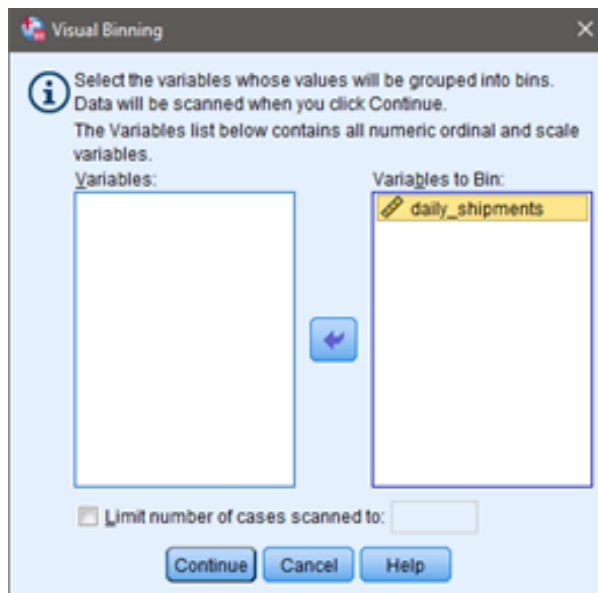 Visual Binning
Select the variables whose values will be grouped into bins.
Data will be scanned when you click Continue.
The Variables list below contains all numeric ordinal and scale
variables.
Variables:
Variables to Bin:
daily_shipments
Limit number of cases scanned to:
Continue
Cancel
Help